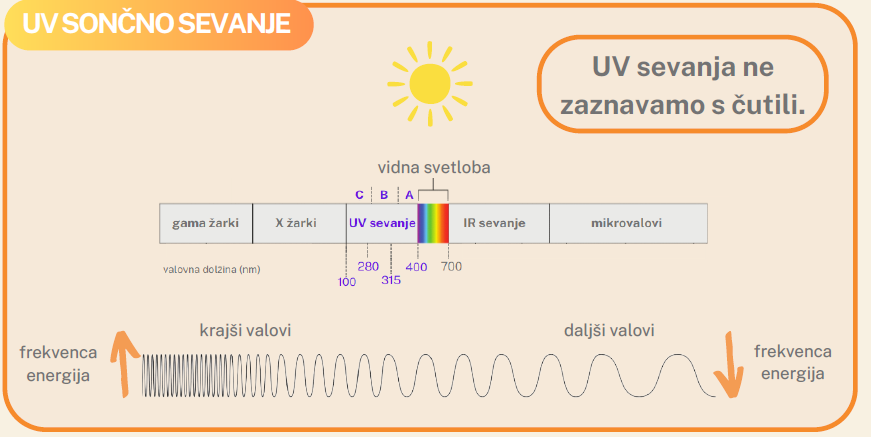 UV SONČNO SEVANJE
UV sevanja ne
zaznavamo s čutili.
vidna svetloba
C B A
gama žarki X žarki UV sevanje IR sevanje mikrovalovi
valovna dolžina (nm)
280 400 700
100 315
krajši valovi daljši valovi
frekvenca
energija
frekvenca
energija